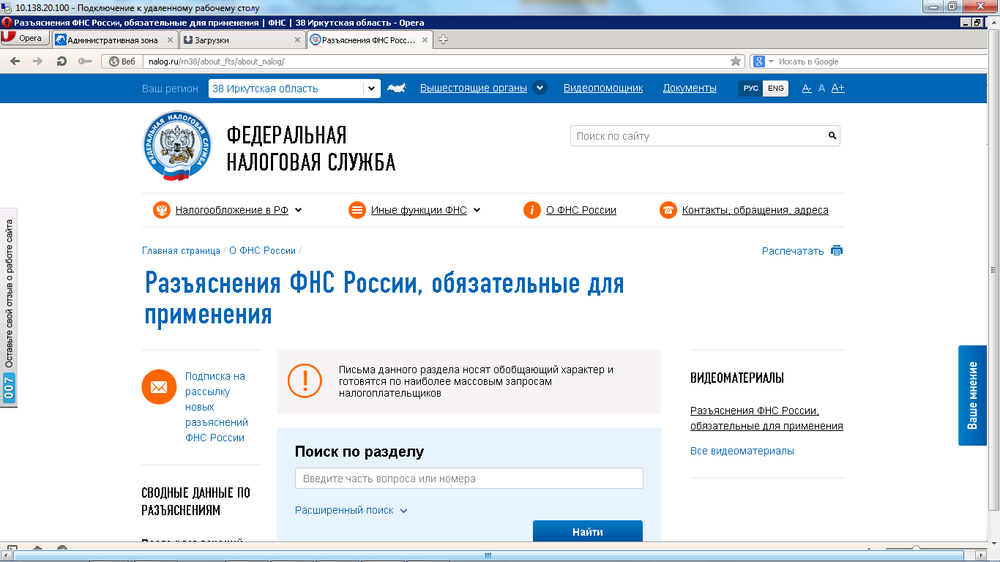 10.138.20.100 - Подключение к удаленному рабочему столу
Разъяснения ФНС России, обязательные для применения | ФНС | 38 Иркутская область - Opera
Opera
Административная зона
Загрузки
Разъяснения ФНС Росс...
Веб
nalog.ru/rn38/about_fts/about_nalog/
Искать в Google
Ваш регион
38 Иркутская область
Вышестоящие органы
Видеопомощник
Документы
РУС
ENG
A-
A
A+
ФЕДЕРАЛЬНАЯ НАЛОГОВАЯ СЛУЖБА
ФЕДЕРАЛЬНАЯ
НАЛОГОВАЯ СЛУЖБА
Поиск по сайту
Налогообложение в РФ
Иные функции ФНС
О ФНС России
Контакты, обращения, адреса
Оставьте свой отзыв о работе сайта
007
Главная страница / О ФНС России /
Распечатать
Разъяснения ФНС России, обязательные для
применения
Подписка на
рассылку
новых
разъяснений
ФНС России
СВОДНЫЕ ДАННЫЕ ПО
РАЗЪЯСНЕНИЯМ
Письма данного раздела носят обобщающий характер и
готовятся по наиболее массовым запросам
налогоплательщиков
Поиск по разделу
Введите часть вопроса или номера
Расширенный поиск
Найти
ВИДЕОМАТЕРИАЛЫ
Разъяснения ФНС России,
обязательные для применения
Все видеоматериалы
Ваше мнение